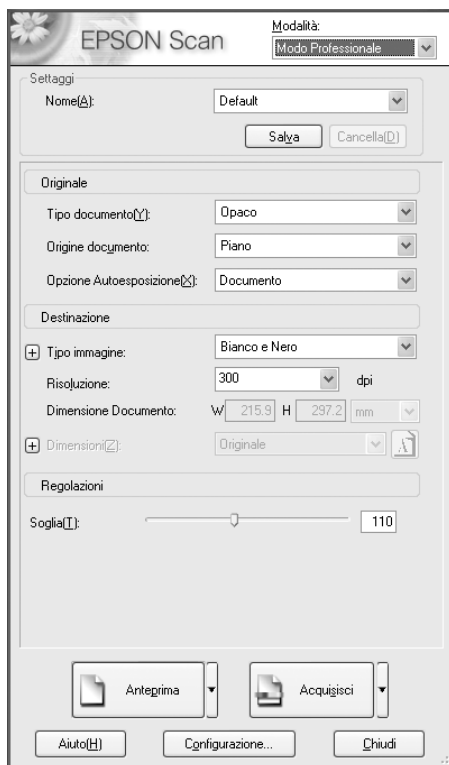 EPSON Scan
Modalità:
Modo Professionale
Settaggi
Nome(A): Default
Salva Cancella(D)
Originale
Tipo documento(Y): Opaco
Origine documento: Piano
Opzione Autoesposizione(X): Documento
Destinazione
Tipo immagine: Bianco e Nero
Risoluzione: 300 dpi
Dimensione Documento: W 215.9 H 297.2 mm
Dimensioni(Z): Originale
Regolazioni
Soglia(T): 110
Anteprima Acquisisci
Aiuto(H) Configurazione... Chiudi